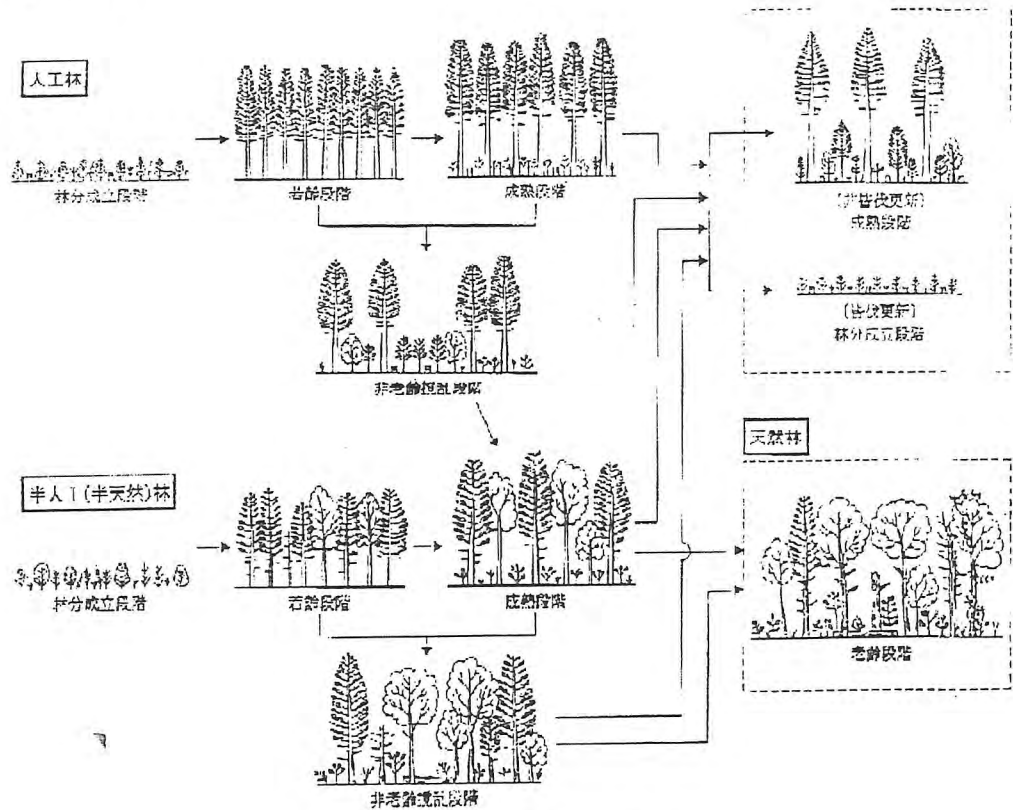 人工林
林分成立段階
若齢段階
成熟段階
(非皆伐更新)
成熟段階
(皆伐更新)
林分成立段階
非老齢撹乱段階
天然林
半人工(半天然)林
林分成立段階
若齢段階
成熟段階
老齢段階
非老齢撹乱段階